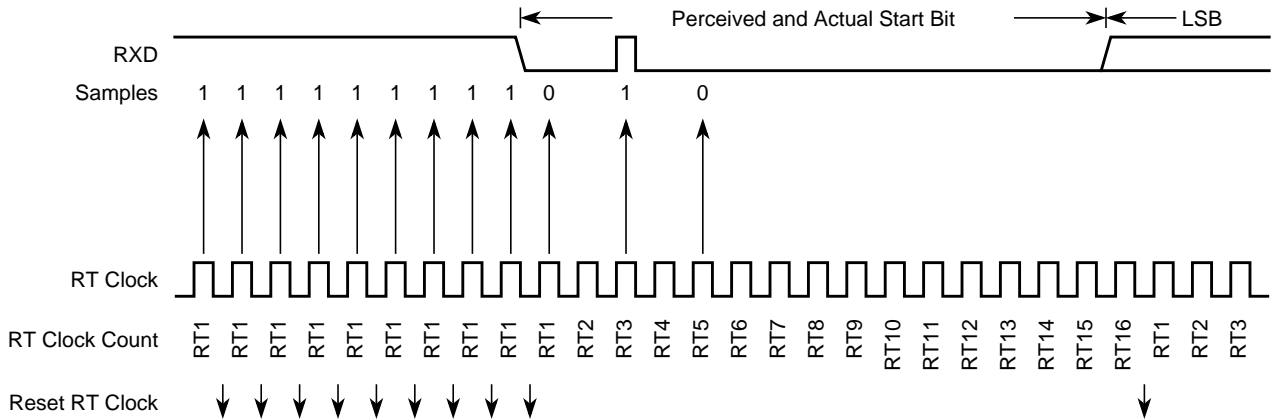 Perceived and Actual Start Bit LSB
RXD
Samples 1 1 1 1 1 1 1 1 1 0 1 0
RT Clock
RT Clock Count RT1 RT1 RT1 RT1 RT1 RT1 RT1 RT1 RT1 RT1 RT2 RT3 RT4 RT5 RT6 RT7 RT8 RT9 RT10 RT11 RT12 RT13 RT14 RT15 RT16 RT1 RT2 RT3
Reset RT Clock